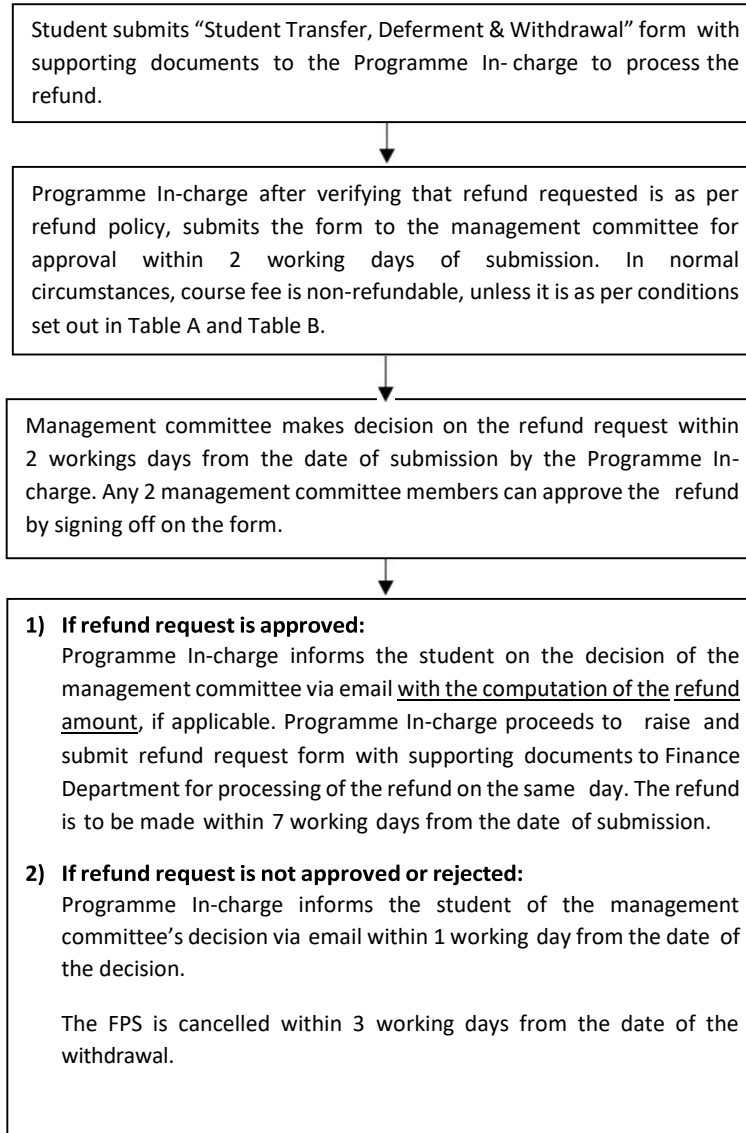 Student submits “Student Transfer, Deferment & Withdrawal” form with
supporting documents to the Programme In- charge to process the
refund.
Programme In-charge after verifying that refund requested is as per
refund policy, submits the form to the management committee for
approval within 2 working days of submission. In normal
circumstances, course fee is non-refundable, unless it is as per conditions
set out in Table A and Table B.
Management committee makes decision on the refund request within
2 workings days from the date of submission by the Programme In-
charge. Any 2 management committee members can approve the refund
by signing off on the form.
1) If refund request is approved:
Programme In-charge informs the student on the decision of the
management committee via email with the computation of the refund
amount, if applicable. Programme In-charge proceeds to raise and
submit refund request form with supporting documents to Finance
Department for processing of the refund on the same day. The refund
is to be made within 7 working days from the date of submission.
2) If refund request is not approved or rejected:
Programme In-charge informs the student of the management
committee’s decision via email within 1 working day from the date of
the decision.
The FPS is cancelled within 3 working days from the date of the
withdrawal.